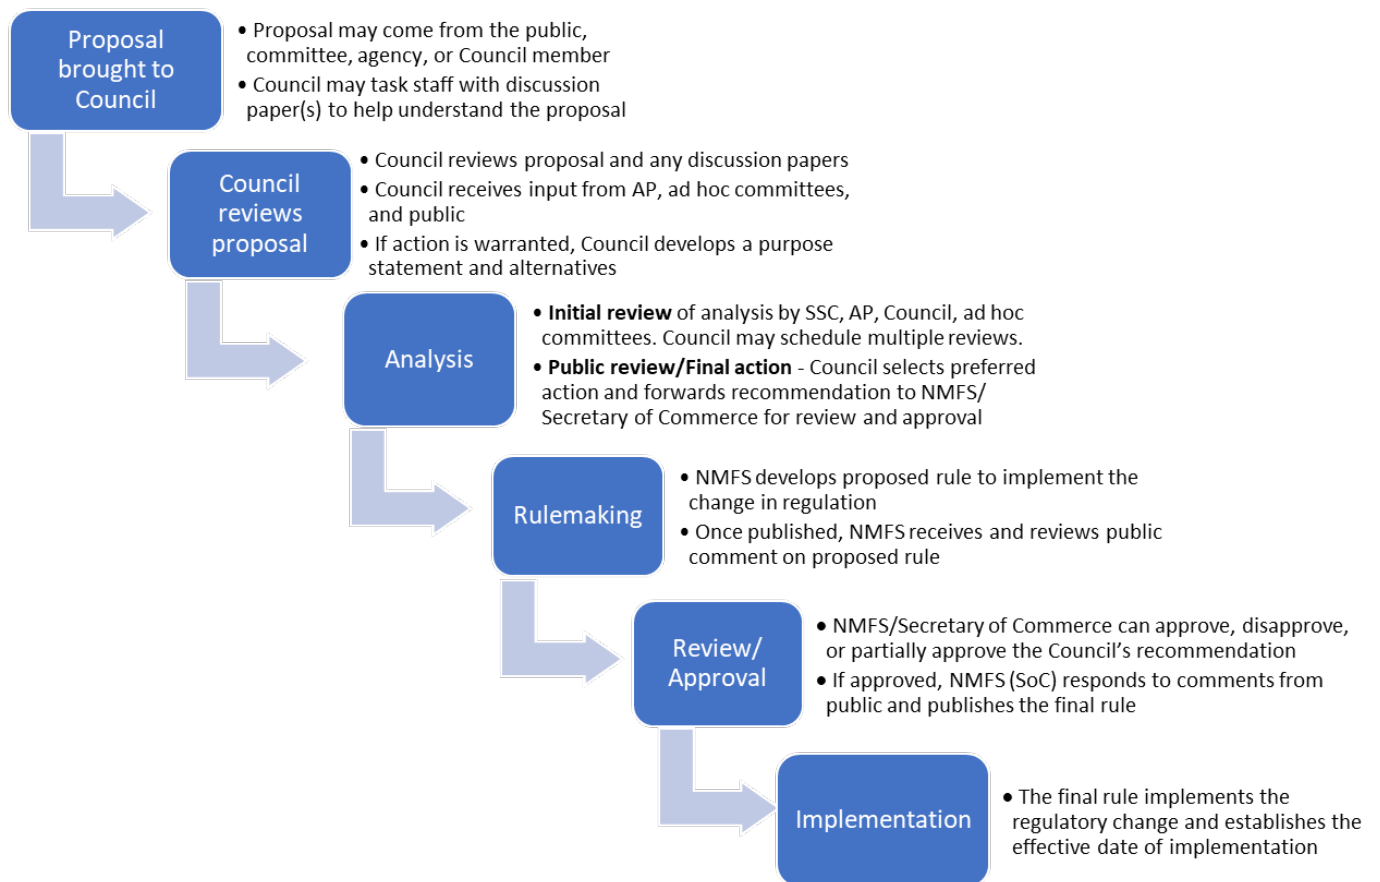 Proposal
brought to
Council
• Proposal may come from the public,
committee, agency, or Council member
• Council may task staff with discussion
paper(s) to help understand the proposal
Council
reviews
proposal
• Council reviews proposal and any discussion papers
• Council receives input from AP, ad hoc committees,
and public
• If action is warranted, Council develops a purpose
statement and alternatives
Analysis
• Initial review of analysis by SSC, AP, Council, ad hoc
committees. Council may schedule multiple reviews.
• Public review/Final action - Council selects preferred
action and forwards recommendation to NMFS/
Secretary of Commerce for review and approval
Rulemaking
• NMFS develops proposed rule to implement the
change in regulation
• Once published, NMFS receives and reviews public
comment on proposed rule
Review/
Approval
• NMFS/Secretary of Commerce can approve, disapprove,
or partially approve the Council’s recommendation
• If approved, NMFS (SoC) responds to comments from
public and publishes the final rule
Implementation
• The final rule implements the
regulatory change and establishes the
effective date of implementation